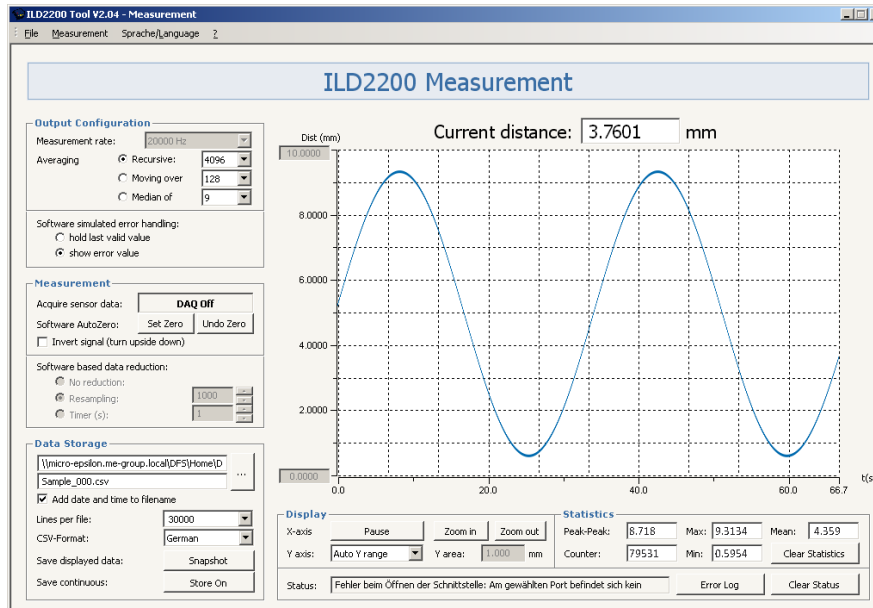 ILD2200 Tool V2.04 - Measurement
File Measurement Sprache/Language ?
ILD2200 Measurement
Output Configuration
Measurement rate: 20000 Hz
Averaging Recursive: 4096
Moving over 128
Median of 9
Software simulated error handling:
hold last valid value
show error value
Measurement
Acquire sensor data: DAQ Off
Software AutoZero: Set Zero Undo Zero
Invert signal (turn upside down)
Software based data reduction:
No reduction:
Resampling: 1000
Timer (s): 1
Data Storage
\\micro-epsilon.me-group.local\DFS\Home\D
...
Sample_000.csv
Add date and time to filename
Lines per file: 30000
CSV-Format: German
Save displayed data: Snapshot
Save continuous: Store On
Dist (mm) Current distance: 3.7601 mm
10.0000
8.0000
6.0000
4.0000
2.0000
0.0000
0.0 20.0 40.0 60.0 66.7 t(s
Display
X-axis Pause Zoom in Zoom out
Y axis: Auto Y range Y area: 1.000 mm
Statistics
Peak-Peak: 8.718 Max: 9.3134 Mean: 4.359
Counter: 79531 Min: 0.5954 Clear Statistics
Status: Fehler beim Öffnen der Schnittstelle: Am gewählten Port befindet sich kein Error Log Clear Status